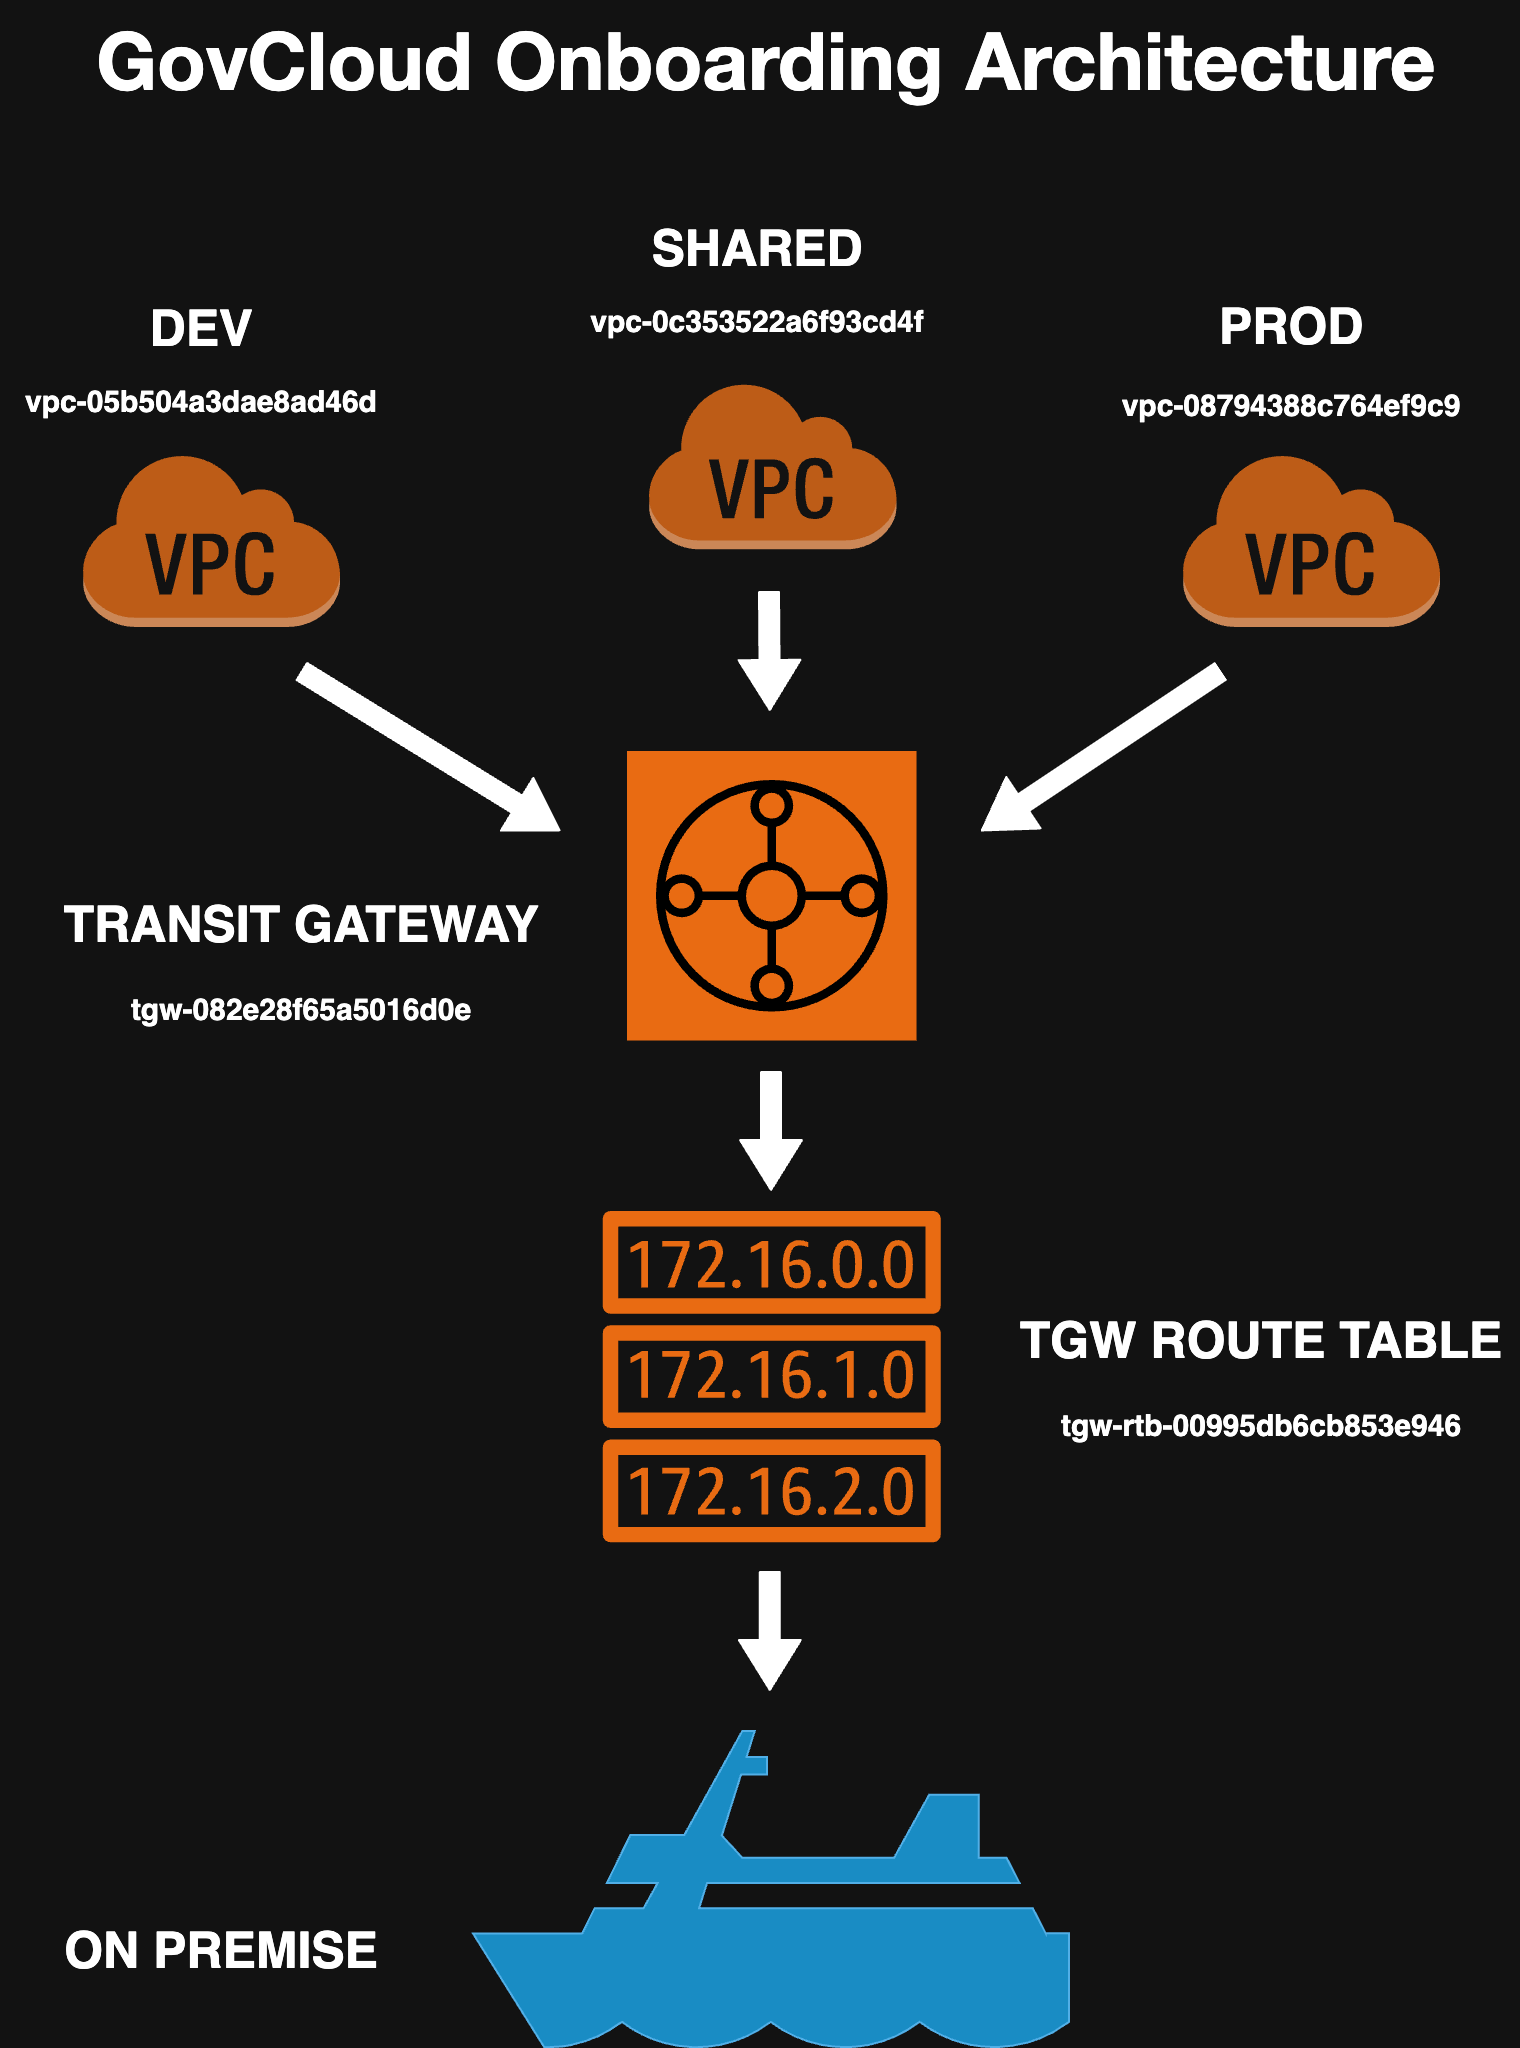 GovCloud Onboarding Architecture
SHARED
vpc-0c353522a6f93cd4f
DEV
vpc-05b504a3dae8ad46d
PROD
vpc-08794388c764ef9c9
VPC
VPC
VPC
TRANSIT GATEWAY
tgw-082e28f65a5016d0e
172.16.0.0
172.16.1.0
172.16.2.0
TGW ROUTE TABLE
tgw-rtb-00995db6cb853e946
ON PREMISE